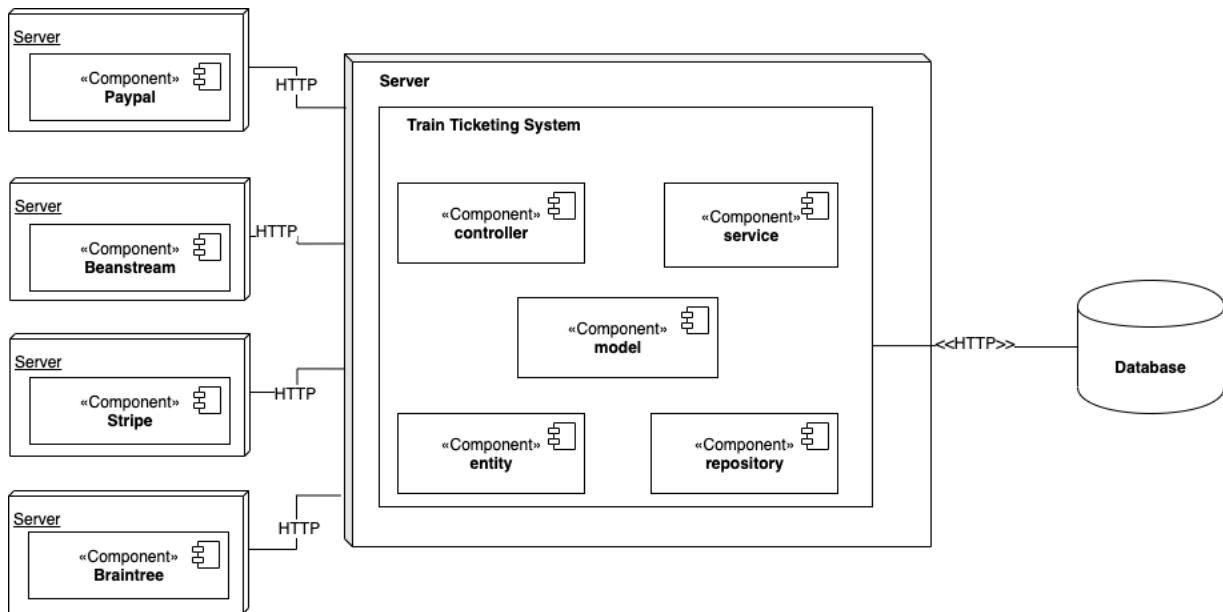 Server
«Component»
Paypal
HTTP
Server
«Component»
Beanstream
HTTP
Server
«Component»
Stripe
HTTP
Server
«Component»
Braintree
HTTP
Server
Train Ticketing System
«Component»
controller
«Component»
service
«Component»
model
«Component»
entity
«Component»
repository
<<HTTP>>
Database